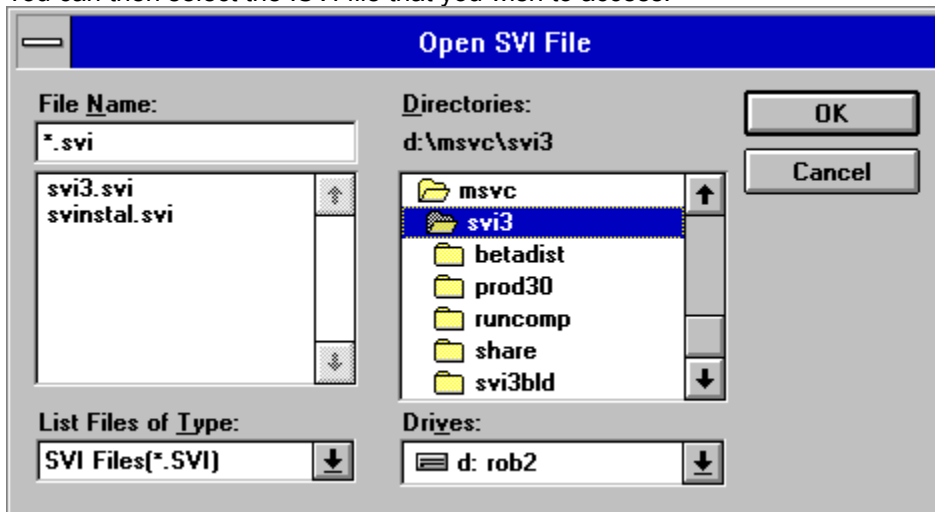 You can then select the .SVI file that you wish to access.
Open SVI File
File Name:
*.svi
svi3.svi
svinstal.svi
List Files of Type:
SVI Files(*.SVI)
Directories:
d:\msvc\svi3
msvc
svi3
betadist
prod30
runcomp
share
svi3bld
Drives:
d: rob2
OK
Cancel